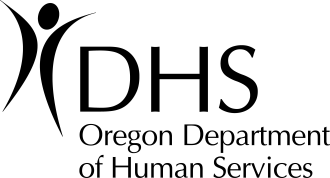 DHS
Oregon Department
of Human Services